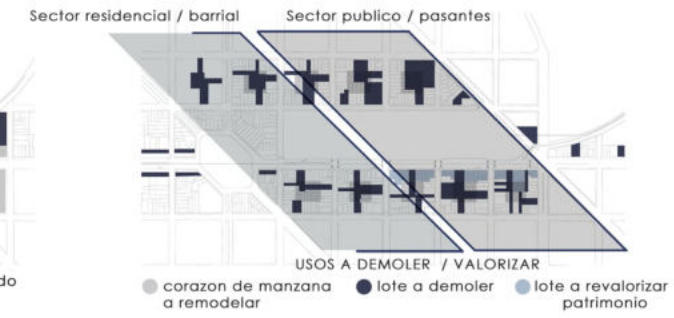 Sector residencial / barrial
Sector publico / pasantes
USOS A DEMOLER / VALORIZAR
corazon de manzana
a remodelar
lote a demoler
lote a revalorizar
patrimonio
do